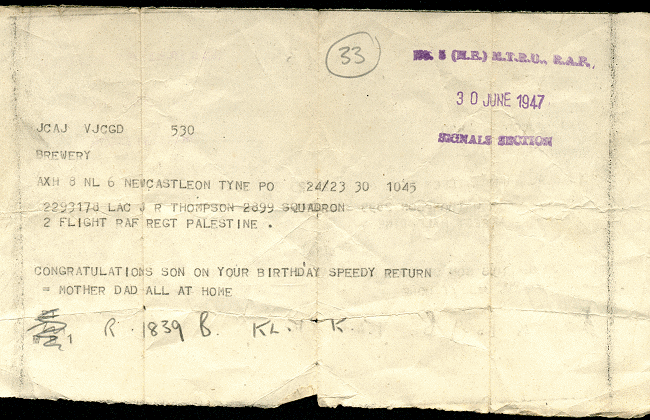 33
No. 5 (M.E.) M.T.R.U., R.A.F.
30 JUNE 1947
SIGNALS SECTION
JCAJ VJCGD 530
BREWERY
AXH 8 NL 6 NEWCASTLEON TYNE PO 24/23 30 1045
2293178 LAC J R THOMPSON 2899 SQUADRON
2 FLIGHT RAF REGT PALESTINE .
CONGRATULATIONS SON ON YOUR BIRTHDAY SPEEDY RETURN
= MOTHER DAD ALL AT HOME
R. 1839 B. K